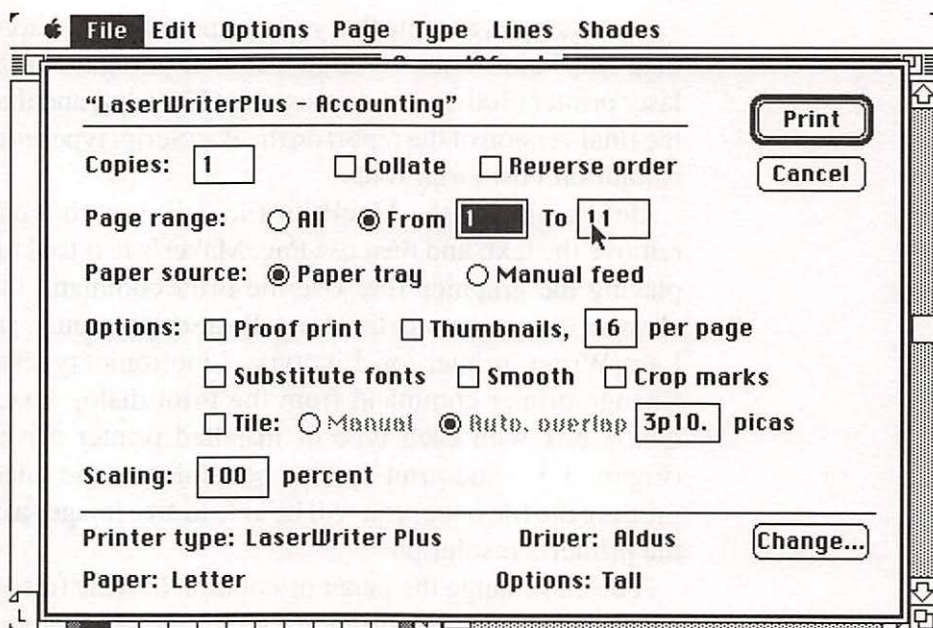 File Edit Options Page Type Lines Shades
"LaserWriterPlus - Accounting"
Print
Copies: 1 Collate Reverse order
Cancel
Page range: All From 1 To 11
Paper source: Paper tray Manual feed
Options: Proof print Thumbnails, 16 per page
Substitute fonts Smooth Crop marks
Tile: Manual Auto. overlap 3p10. picas
Scaling: 100 percent
Printer type: LaserWriter Plus Driver: Aldus Change...
Paper: Letter Options: Tall